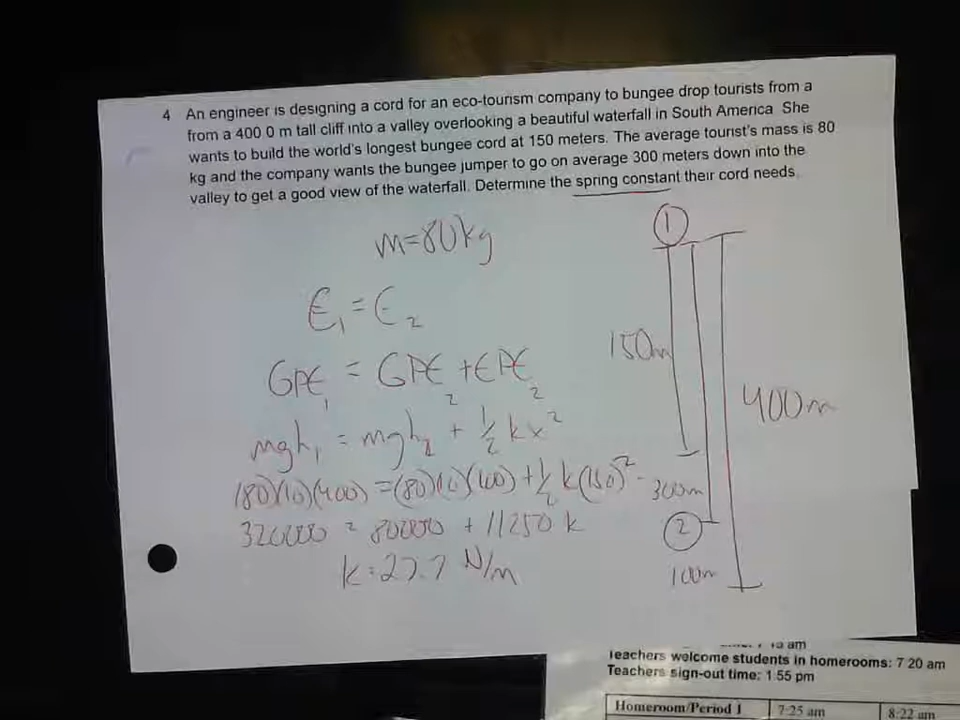 4 An engineer is designing a cord for an eco-tourism company to bungee drop tourists from a
from a 400 0 m tall cliff into a valley overlooking a beautiful waterfall in South America She
wants to build the world's longest bungee cord at 150 meters. The average tourist's mass is 80
kg and the company wants the bungee jumper to go on average 300 meters down into the
valley to get a good view of the waterfall. Determine the spring constant their cord needs
m=80kg
①
E₁ = E₂
GPE₁ = GPE₂ + EPE₂
150m
400m
mgh₁ = mgh₂ + ½ kx²
(80)(10)(400) = (80)(10)(100) + ½ k(150)²
300m
320000 = 80000 + 11250 k
②
k = 21.3 N/m
100m
Teachers welcome students in homerooms: 7 20 am
Teachers sign-out time: 1 55 pm
Homeroom/Period 1 7-25 am 8-22 am